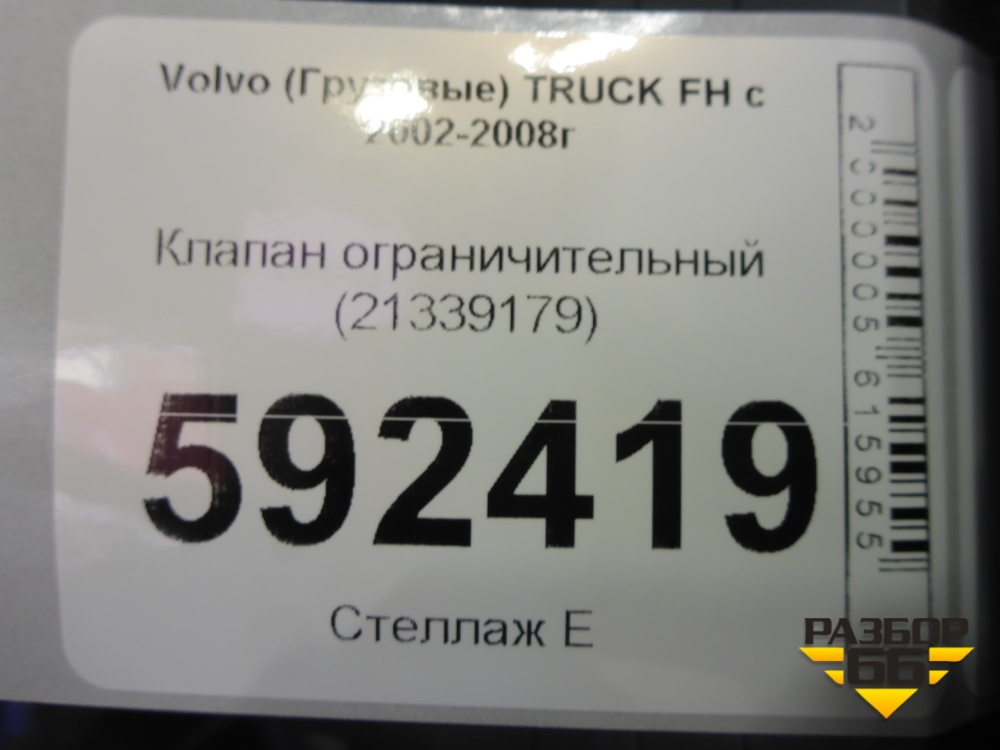 Volvo (Грузовые) TRUCK FH с
2002-2008г
Клапан ограничительный
(21339179)
592419
Стеллаж Е
2000005615955
РАЗБОР
66